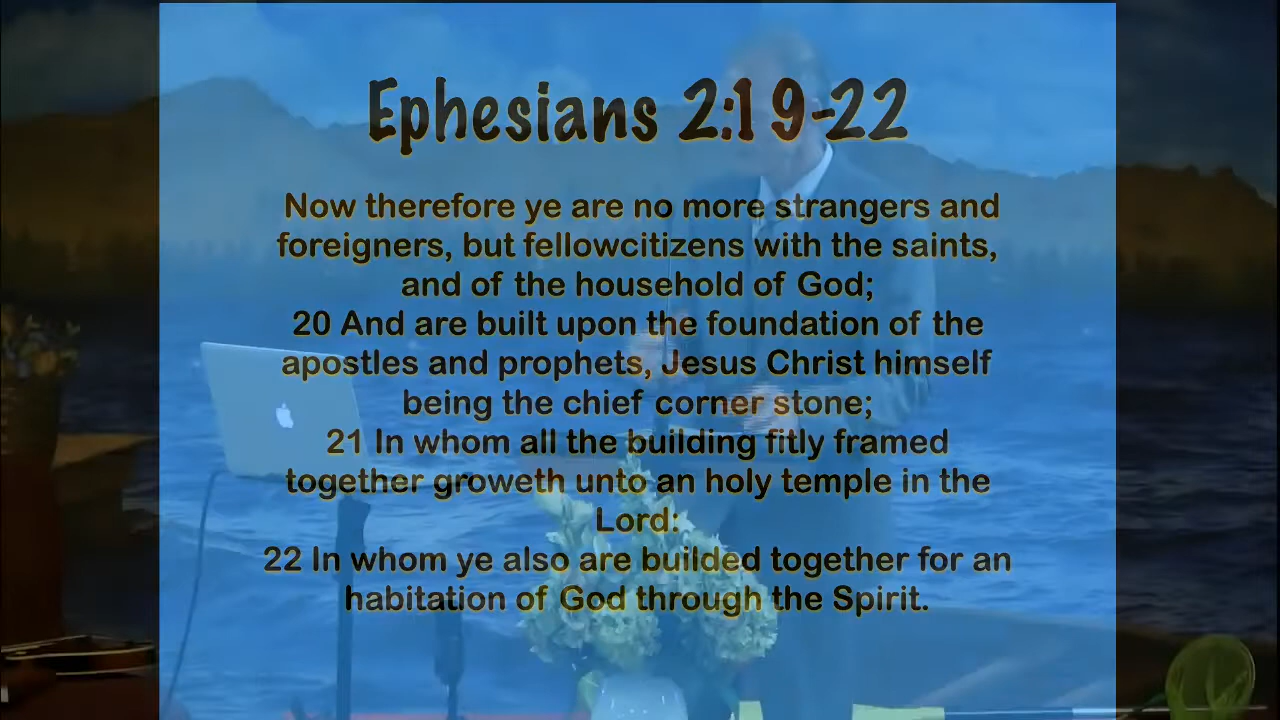 Ephesians 2:19-22
Now therefore ye are no more strangers and
foreigners, but fellowcitizens with the saints,
and of the household of God;
20 And are built upon the foundation of the
apostles and prophets, Jesus Christ himself
being the chief corner stone;
21 In whom all the building fitly framed
together groweth unto an holy temple in the
Lord:
22 In whom ye also are builded together for an
habitation of God through the Spirit.